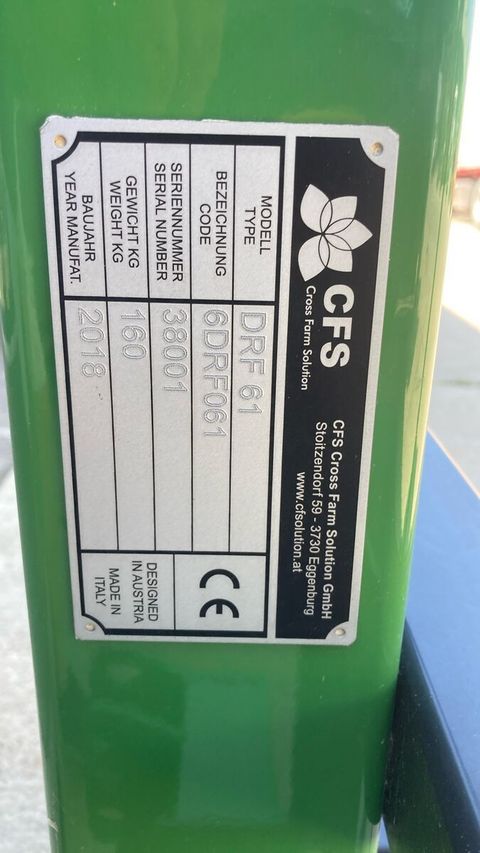 CFS
Cross Farm Solution
CFS Cross Farm Solution GmbH
Stoitzendorf 59 - 3730 Eggenburg
www.cfsolution.at
MODELL
TYPE
DRF 61
BEZEICHNUNG
CODE
6DRF061
SERIENNUMMER
SERIAL NUMBER
38001
GEWICHT KG
WEIGHT KG
160
BAUJAHR
YEAR MANUFAT.
2018
CE
DESIGNED
IN AUSTRIA
MADE IN
ITALY